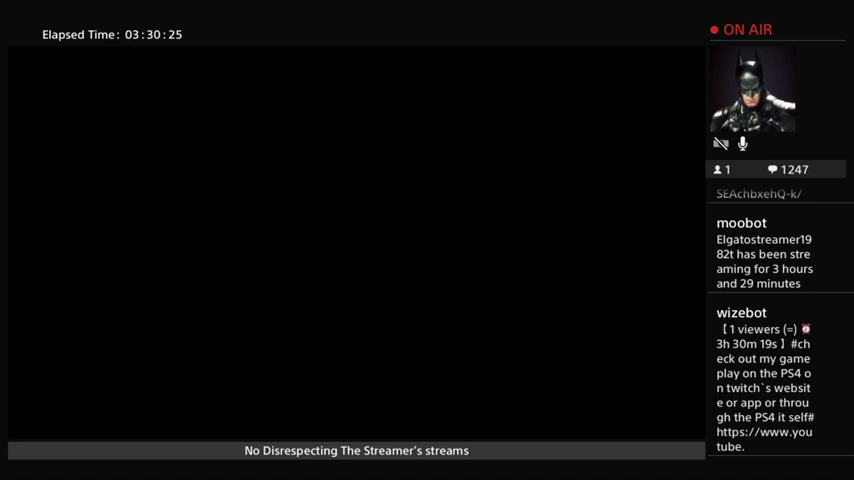 Elapsed Time: 03:30:25
ON AIR
1 1247
SEAchbxehQ-k/
moobot
Elgatostreamer19
82t has been stre
aming for 3 hours
and 29 minutes
wizebot
【1 viewers (=) ⏰
3h 30m 19s 】#ch
eck out my game
play on the PS4 o
n twitch`s websit
e or app or throu
gh the PS4 it self#
https://www.you
tube.
No Disrespecting The Streamer's streams